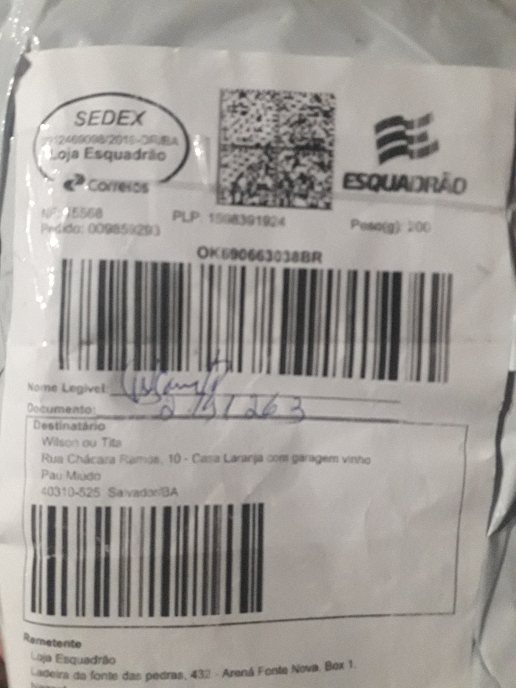 SEDEX
Loja Esquadrão
Correios
ESQUADRÃO
PLP: 1598391924
Peso(g): 200
Pedido: 009859293
OK690663038BR
Nome Legível:
Documento:
Destinatário
Wilson ou Tita
Rua Chácara Ramos, 10 - Casa Laranja com garagem vinho
Pau Miúdo
40310-525 Salvador/BA
Remetente
Loja Esquadrão
Ladeira da fonte das pedras, 432 - Arena Fonte Nova. Box 1.